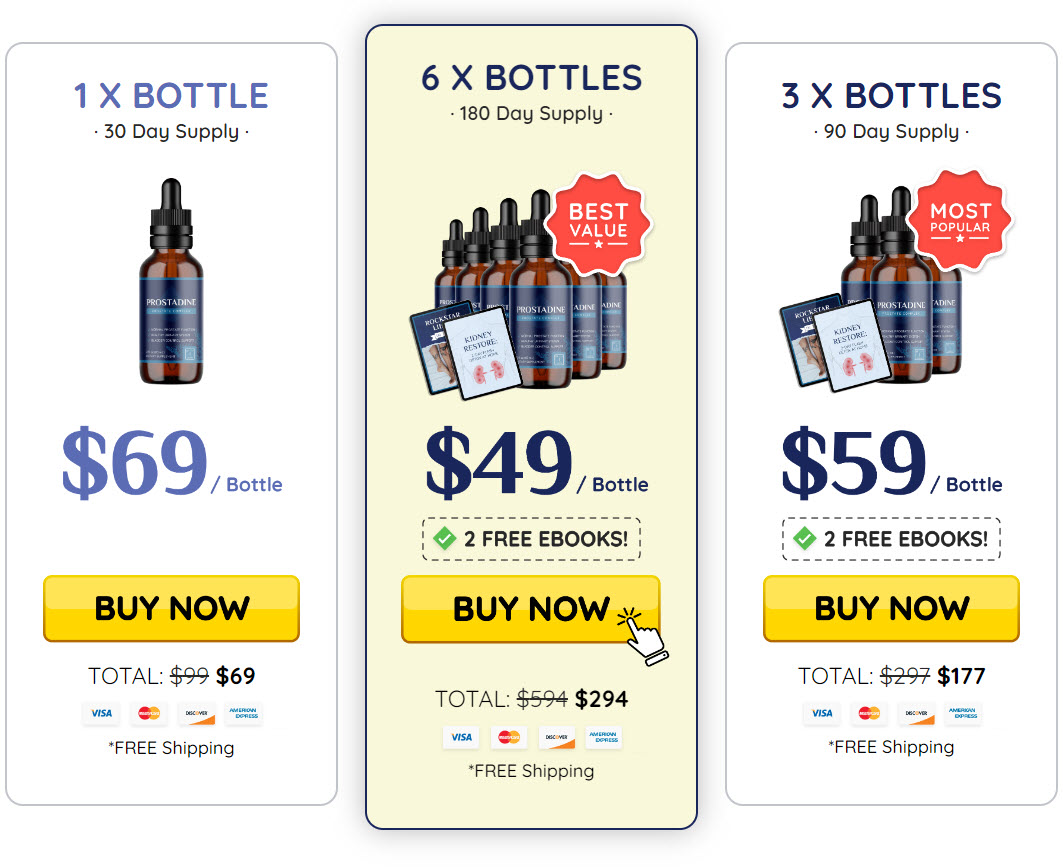 1 X BOTTLE
· 30 Day Supply ·
PROSTADINE
$69 / Bottle
BUY NOW
TOTAL: $99 $69
VISA
DISCOVER
AMERICAN
EXPRESS
*FREE Shipping
6 X BOTTLES
· 180 Day Supply ·
BEST
VALUE
PROSTADINE
ROCKSTAR
KIDNEY
RESTORE:
$49 / Bottle
2 FREE EBOOKS!
BUY NOW
TOTAL: $594 $294
VISA
DISCOVER
AMERICAN
EXPRESS
*FREE Shipping
3 X BOTTLES
· 90 Day Supply ·
MOST
POPULAR
PROSTADINE
ROCKSTAR
KIDNEY
RESTORE:
$59 / Bottle
2 FREE EBOOKS!
BUY NOW
TOTAL: $297 $177
VISA
DISCOVER
AMERICAN
EXPRESS
*FREE Shipping